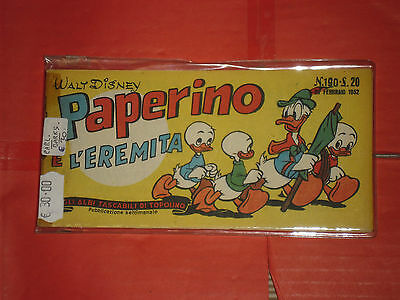 WALT DISNEY
N.190-L.20
FEBBRAIO 1952
Paperino
E L'EREMITA
GLI ALBI TASCABILI DI TOPOLINO
Pubblicazione settimanale
€ 30.00